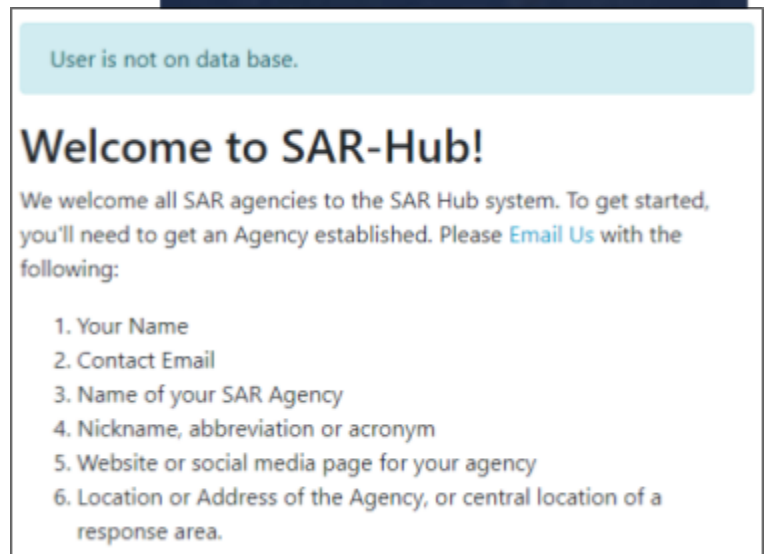 User is not on data base.
Welcome to SAR-Hub!
We welcome all SAR agencies to the SAR Hub system. To get started,
you'll need to get an Agency established. Please Email Us with the
following:
1. Your Name
2. Contact Email
3. Name of your SAR Agency
4. Nickname, abbreviation or acronym
5. Website or social media page for your agency
6. Location or Address of the Agency, or central location of a
response area.